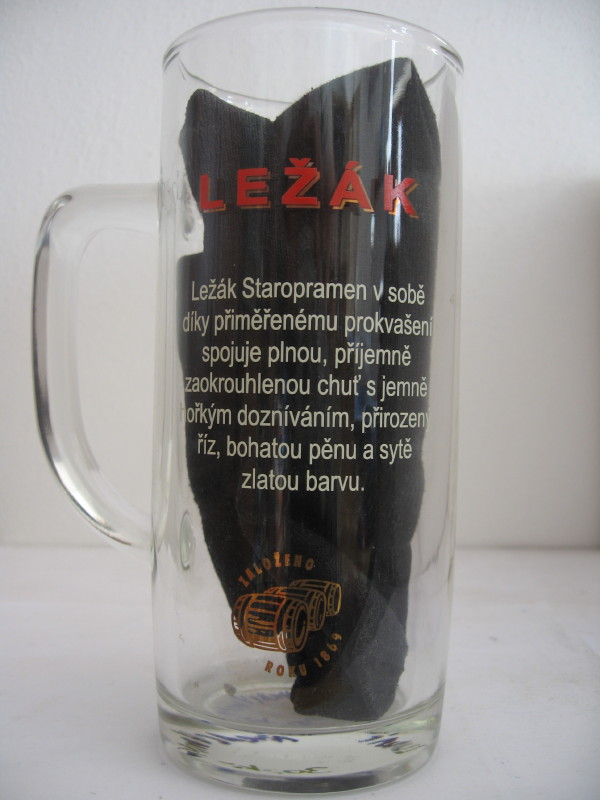 LEŽÁK
Ležák Staropramen v sobě
díky přiměřenému prokvašení
spojuje plnou, příjemně
zaokrouhlenou chuť s jemně
hořkým dozníváním, přirozený
říz, bohatou pěnu a sytě
zlatou barvu.
ZALOŽENO
ROKU 1869